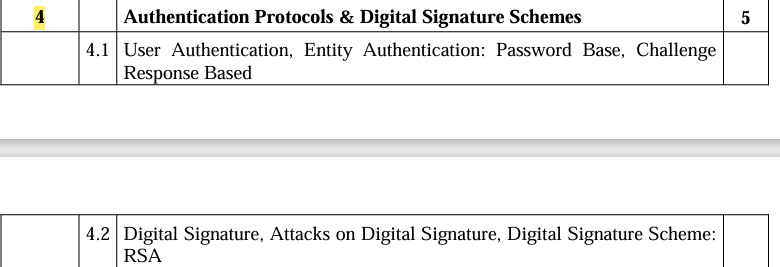 4 Authentication Protocols & Digital Signature Schemes 5
4.1 User Authentication, Entity Authentication: Password Base, Challenge
Response Based
4.2 Digital Signature, Attacks on Digital Signature, Digital Signature Scheme:
RSA